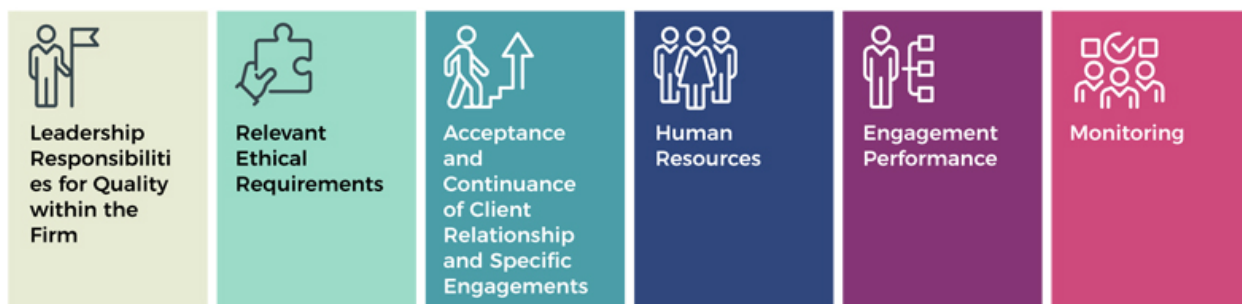 Leadership
Responsibiliti
es for Quality
within the
Firm
Relevant
Ethical
Requirements
Acceptance
and
Continuance
of Client
Relationship
and Specific
Engagements
Human
Resources
Engagement
Performance
Monitoring